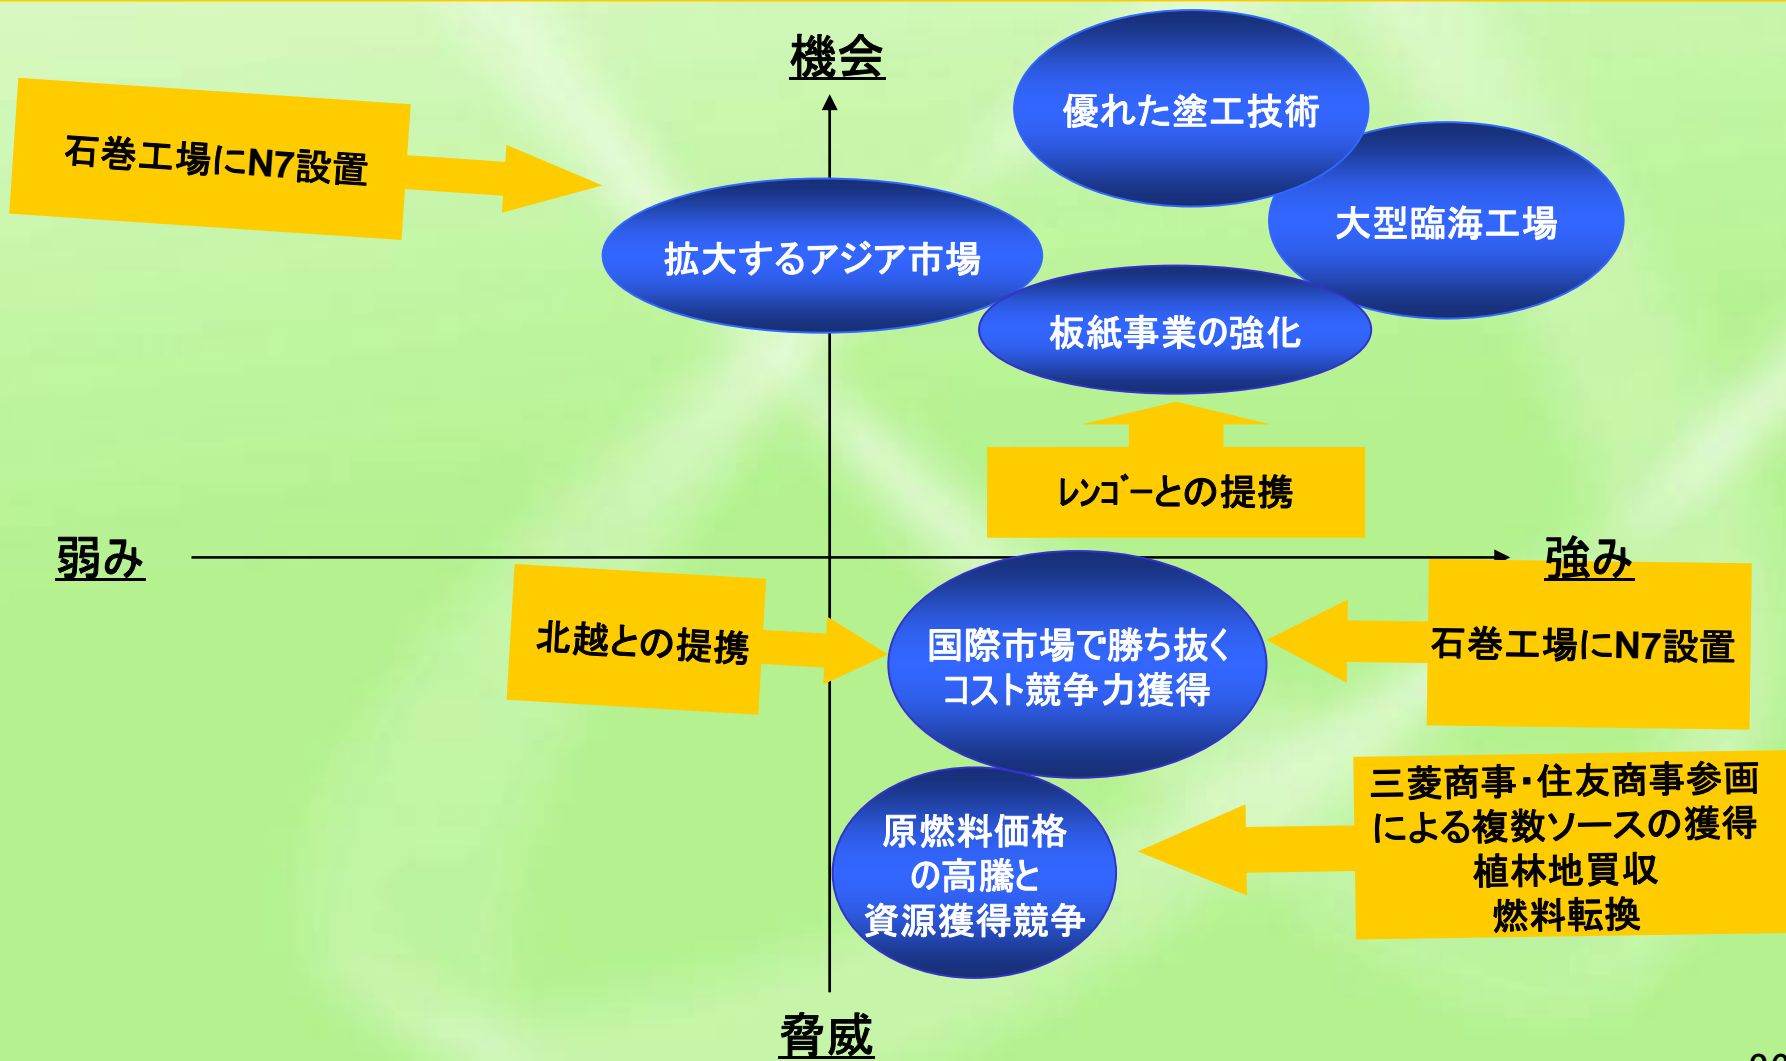 機会
優れた塗工技術
石巻工場にN7設置
大型臨海工場
拡大するアジア市場
板紙事業の強化
ﾚﾝｺﾞｰとの提携
弱み
強み
北越との提携
国際市場で勝ち抜く
コスト競争力獲得
石巻工場にN7設置
三菱商事・住友商事参画
による複数ソースの獲得
植林地買収
燃料転換
原燃料価格
の高騰と
資源獲得競争
脅威